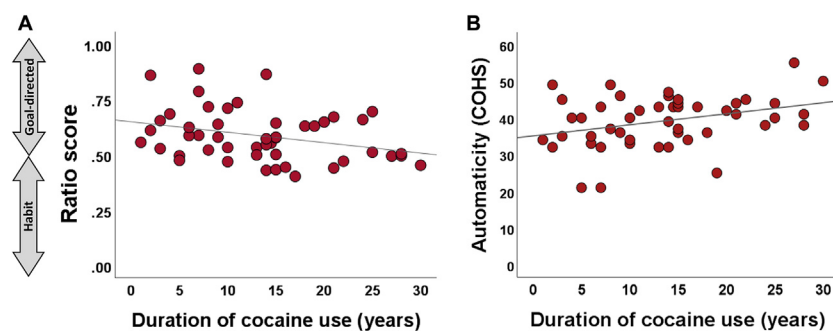 A
Goal-directed
Habit
Ratio score
1.00
.75
.50
.25
.00
0 5 10 15 20 25 30
Duration of cocaine use (years)
B
Automaticity (COHS)
60
50
40
30
20
10
0
0 5 10 15 20 25 30
Duration of cocaine use (years)